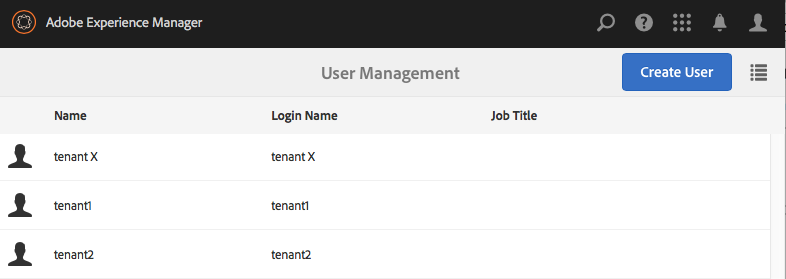 Adobe Experience Manager
User Management Create User
Name Login Name Job Title
tenant X tenant X
tenant1 tenant1
tenant2 tenant2